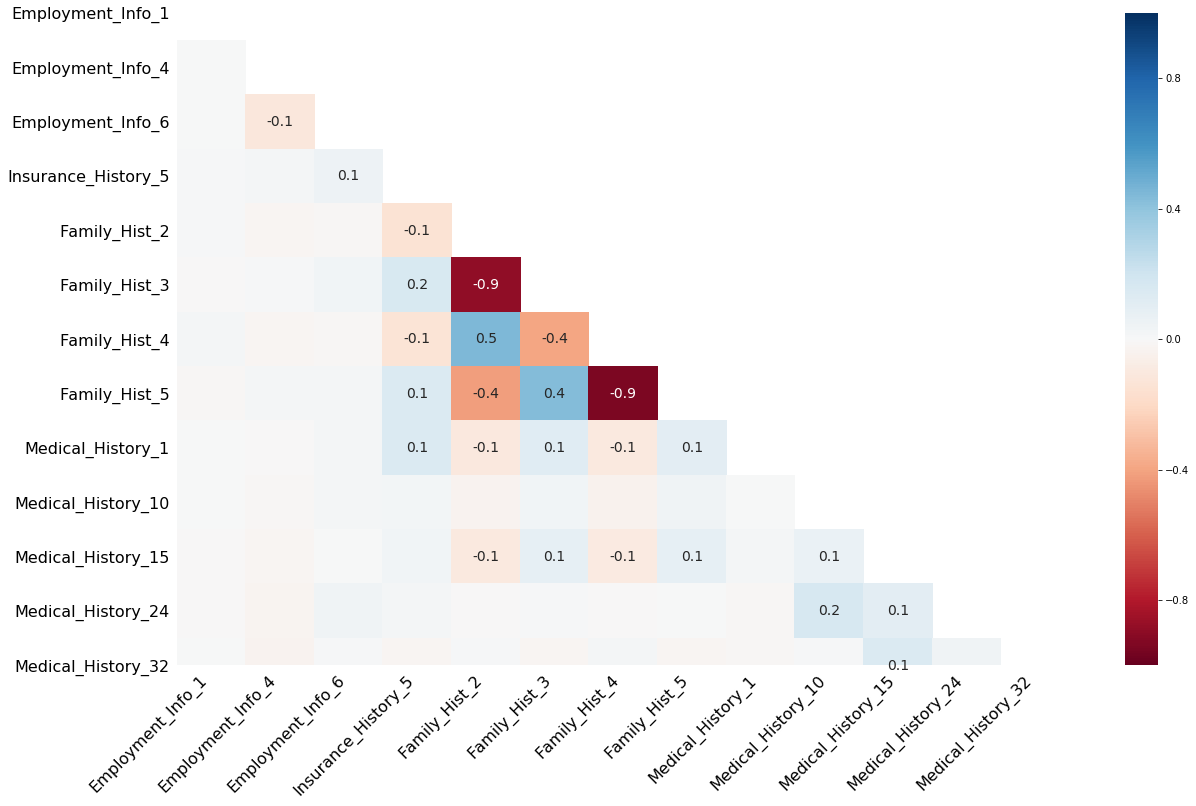 Employment_Info_1
Employment_Info_4
Employment_Info_6 -0.1
Insurance_History_5 0.1
Family_Hist_2 -0.1
Family_Hist_3 0.2 -0.9
Family_Hist_4 -0.1 0.5 -0.4
Family_Hist_5 0.1 -0.4 0.4 -0.9
Medical_History_1 0.1 -0.1 0.1 -0.1 0.1
Medical_History_10
Medical_History_15 -0.1 0.1 -0.1 0.1 0.1
Medical_History_24 0.2 0.1
Medical_History_32 0.1
Employment_Info_1
Employment_Info_4
Employment_Info_6
Insurance_History_5
Family_Hist_2
Family_Hist_3
Family_Hist_4
Family_Hist_5
Medical_History_1
Medical_History_10
Medical_History_15
Medical_History_24
Medical_History_32
0.8
0.4
0.0
−0.4
−0.8